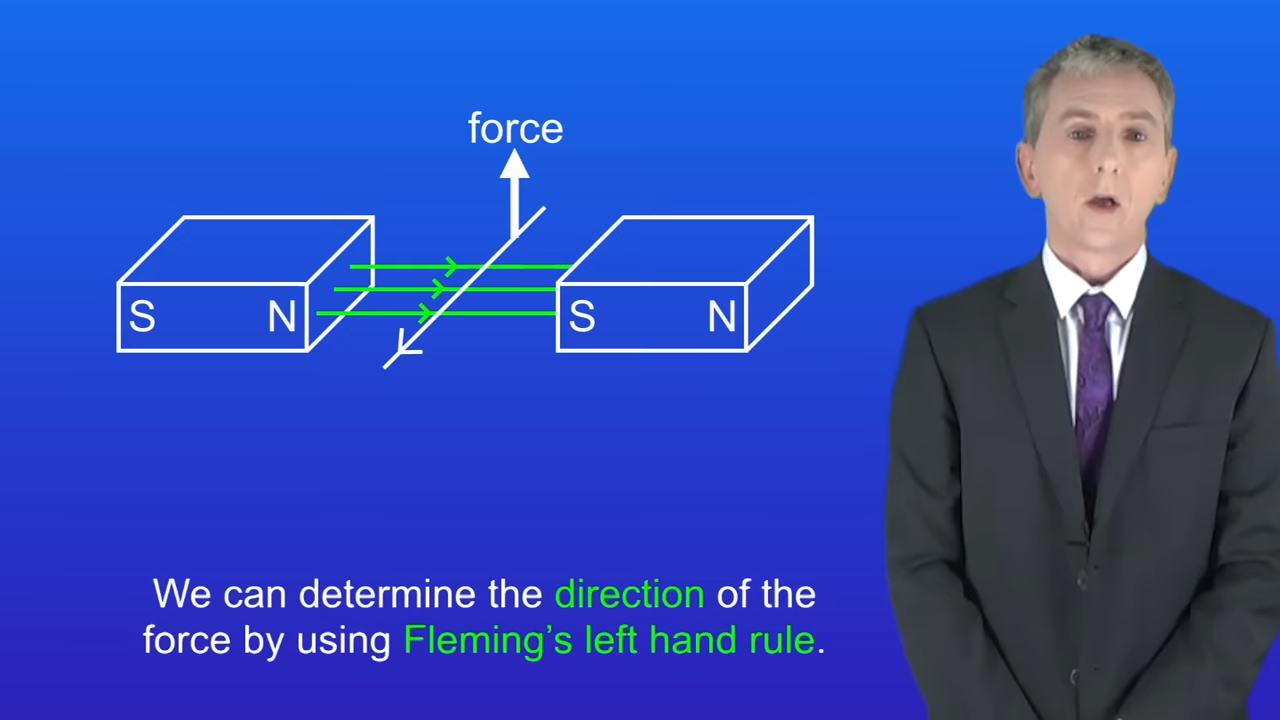 force
S N S N
We can determine the direction of the
force by using Fleming's left hand rule.